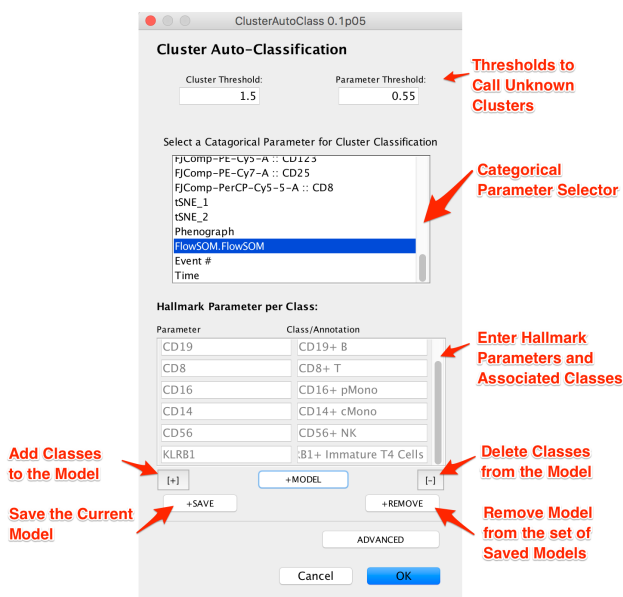 ClusterAutoClass 0.1p05
Cluster Auto-Classification
Cluster Threshold:
Parameter Threshold:
1.5
0.55
Thresholds to
Call Unknown
Clusters
Select a Catagorical Parameter for Cluster Classification
FJComp-PE-Cy5-A :: CD123
FJComp-PE-Cy7-A :: CD25
FJComp-PerCP-Cy5-5-A :: CD8
tSNE_1
tSNE_2
Phenograph
FlowSOM.FlowSOM
Event #
Time
Categorical
Parameter Selector
Hallmark Parameter per Class:
Parameter
Class/Annotation
CD19
CD19+ B
CD8
CD8+ T
CD16
CD16+ pMono
CD14
CD14+ cMono
CD56
CD56+ NK
KLRB1
:B1+ Immature T4 Cells
Enter Hallmark
Parameters and
Associated Classes
Add Classes
to the Model
[+]
+MODEL
[-]
Delete Classes
from the Model
Save the Current
Model
+SAVE
+REMOVE
Remove Model
from the set of
Saved Models
ADVANCED
Cancel
OK